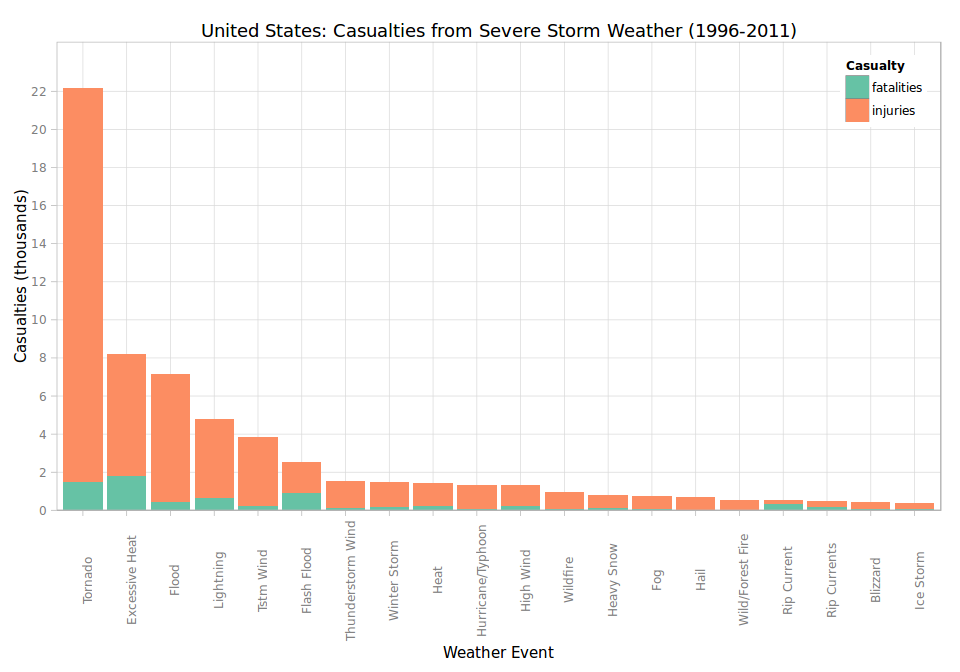 United States: Casualties from Severe Storm Weather (1996-2011)
Casualty
fatalities
injuries
Casualties (thousands)
22
20
18
16
14
12
10
8
6
4
2
0
Tornado
Excessive Heat
Flood
Lightning
Tstm Wind
Flash Flood
Thunderstorm Wind
Winter Storm
Heat
Hurricane/Typhoon
High Wind
Wildfire
Heavy Snow
Fog
Hail
Wild/Forest Fire
Rip Current
Rip Currents
Blizzard
Ice Storm
Weather Event